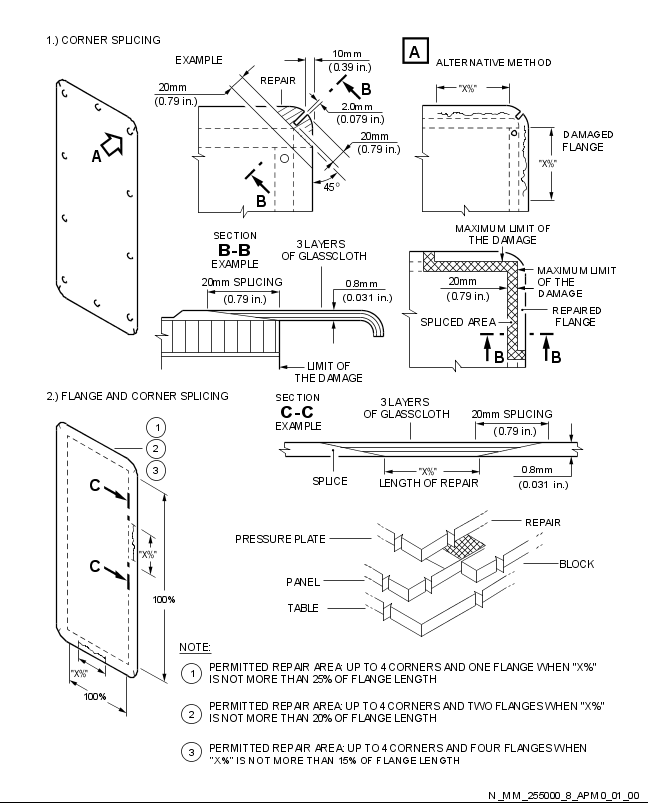 1.) CORNER SPLICING
EXAMPLE
10mm
(0.39 in.)
A
ALTERNATIVE METHOD
20mm
(0.79 in.)
REPAIR
B
"X%"
2.0mm
(0.079 in.)
20mm
(0.79 in.)
DAMAGED
FLANGE
A
"X%"
45°
B
SECTION
B-B
EXAMPLE
3 LAYERS
OF GLASSCLOTH
MAXIMUM LIMIT OF
THE DAMAGE
20mm SPLICING
(0.79 in.)
0.8mm
(0.031 in.)
20mm
(0.79 in.)
MAXIMUM LIMIT
OF THE
DAMAGE
SPLICED AREA
REPAIRED
FLANGE
B
B
LIMIT OF
THE DAMAGE
2.) FLANGE AND CORNER SPLICING
SECTION
C-C
EXAMPLE
3 LAYERS
OF GLASSCLOTH
20mm SPLICING
(0.79 in.)
1
2
3
SPLICE
"X%"
LENGTH OF REPAIR
0.8mm
(0.031 in.)
C
"X%"
C
100%
"X%"
100%
REPAIR
PRESSURE PLATE
BLOCK
PANEL
TABLE
NOTE:
1 PERMITTED REPAIR AREA: UP TO 4 CORNERS AND ONE FLANGE WHEN "X%"
IS NOT MORE THAN 25% OF FLANGE LENGTH
2 PERMITTED REPAIR AREA: UP TO 4 CORNERS AND TWO FLANGES WHEN "X%"
IS NOT MORE THAN 20% OF FLANGE LENGTH
3 PERMITTED REPAIR AREA: UP TO 4 CORNERS AND FOUR FLANGES WHEN
"X%" IS NOT MORE THAN 15% OF FLANGE LENGTH
N_MM_255000_8_APM0_01_00